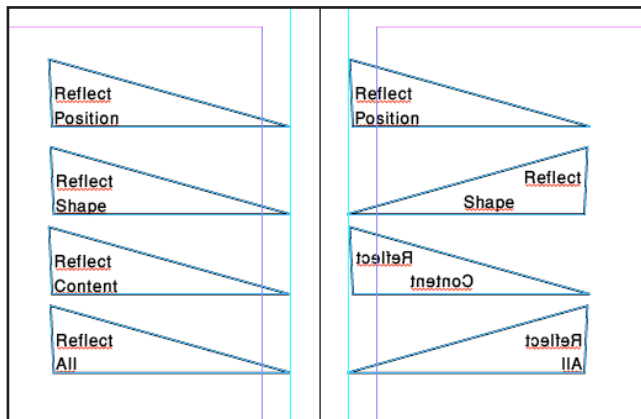 Reflect
Position
Reflect
Position
Reflect
Shape
Reflect
Shape
Reflect
Content
Reflect
Content
Reflect
All
Reflect
All